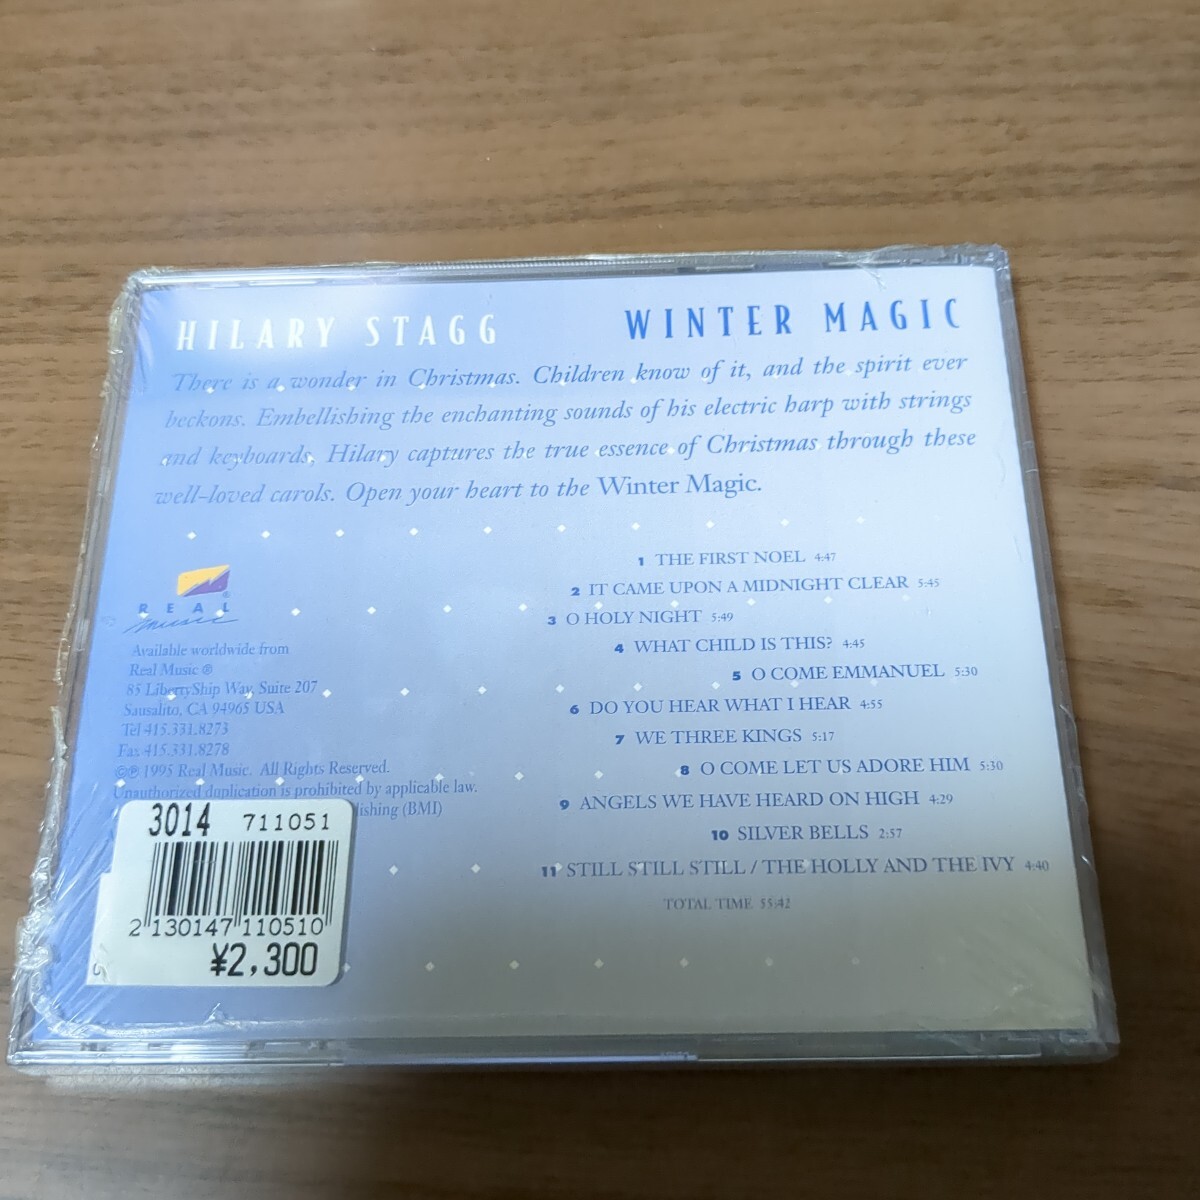 HILARY STAGG
WINTER MAGIC
There is a wonder in Christmas. Children know of it, and the spirit ever
beckons. Embellishing the enchanting sounds of his electric harp with strings
and keyboards, Hilary captures the true essence of Christmas through these
well-loved carols. Open your heart to the Winter Magic.
1 THE FIRST NOEL 4:47
2 IT CAME UPON A MIDNIGHT CLEAR 5:45
3 O HOLY NIGHT 5:49
4 WHAT CHILD IS THIS? 4:45
5 O COME EMMANUEL 5:30
6 DO YOU HEAR WHAT I HEAR 4:55
7 WE THREE KINGS 5:17
8 O COME LET US ADORE HIM 5:30
9 ANGELS WE HAVE HEARD ON HIGH 4:29
10 SILVER BELLS 2:57
11 STILL STILL STILL / THE HOLLY AND THE IVY 4:40
TOTAL TIME 55:42
®
REAL
music
Available worldwide from
Real Music ®
85 LibertyShip Way, Suite 207
Sausalito, CA 94965 USA
Tel 415.331.8273
Fax 415.331.8278
©℗ 1995 Real Music. All Rights Reserved.
Unauthorized duplication is prohibited by applicable law.
lishing (BMI)
3014 711051
2 130147 110510
¥2,300